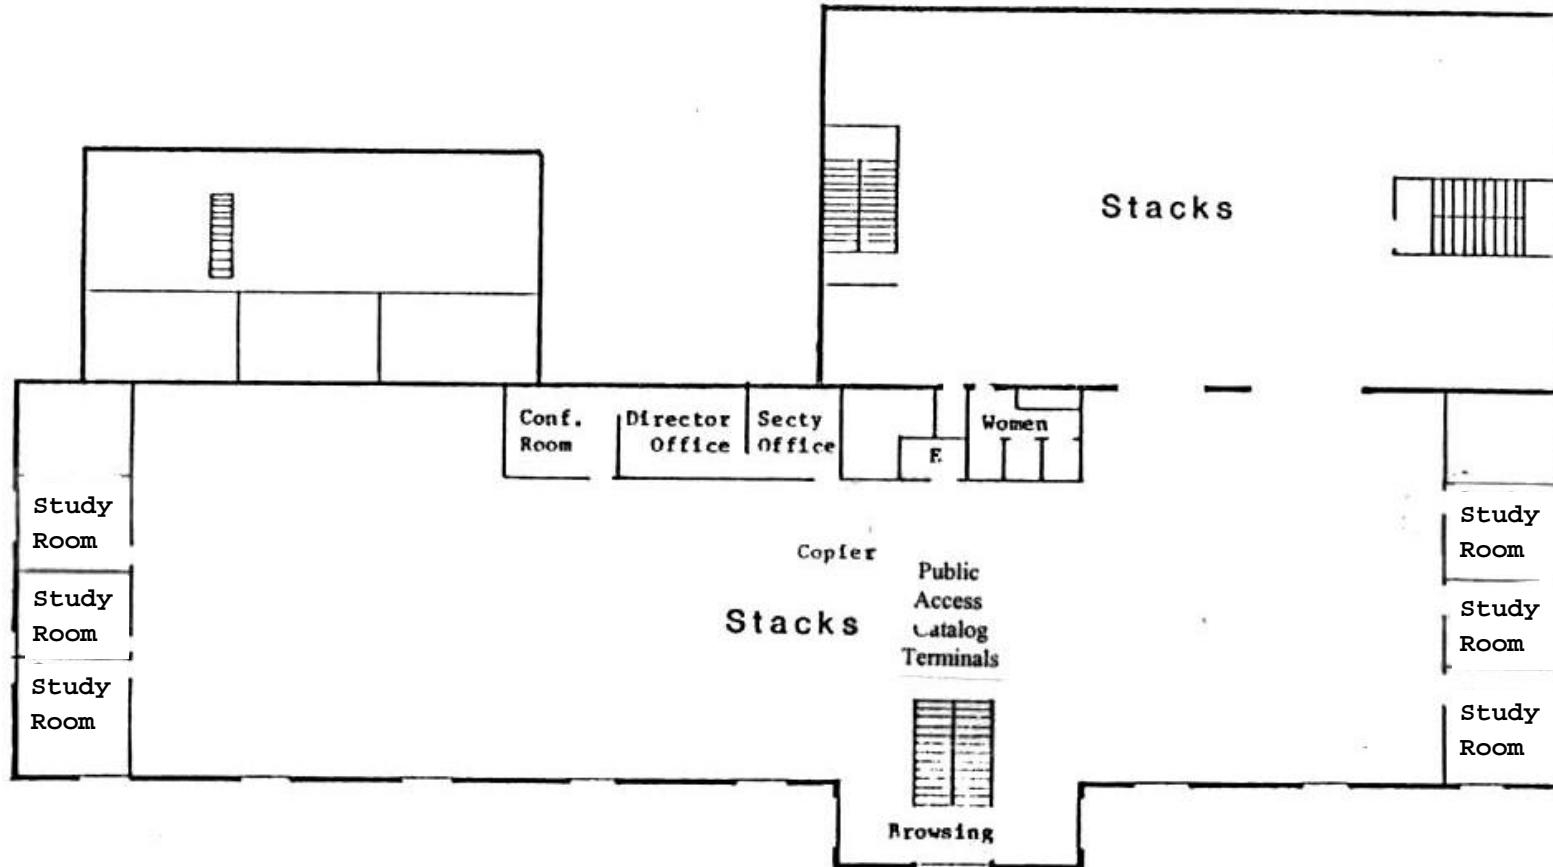 Stacks
Conf.
Room
Director
Office
Secty
Office
Women
E
Study
Room
Study
Room
Study
Room
Copier
Public
Access
Catalog
Terminals
Stacks
Study
Room
Study
Room
Study
Room
Browsing